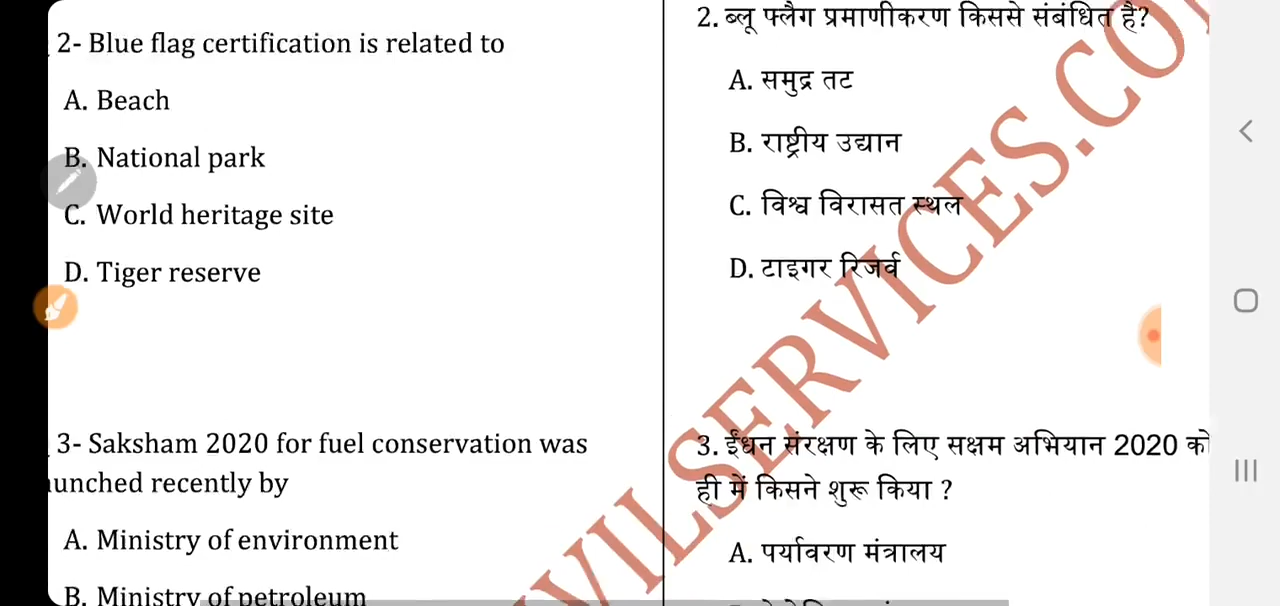 2- Blue flag certification is related to
A. Beach
B. National park
C. World heritage site
D. Tiger reserve
3- Saksham 2020 for fuel conservation was
unched recently by
A. Ministry of environment
B. Ministry of petroleum
2. ब्लू फ्लैग प्रमाणीकरण किससे संबंधित है?
A. समुद्र तट
B. राष्ट्रीय उद्यान
C. विश्व विरासत स्थल
D. टाइगर रिजर्व
3. ईंधन संरक्षण के लिए सक्षम अभियान 2020 को
ही में किसने शुरू किया ?
A. पर्यावरण मंत्रालय
VILSERVICES.COM